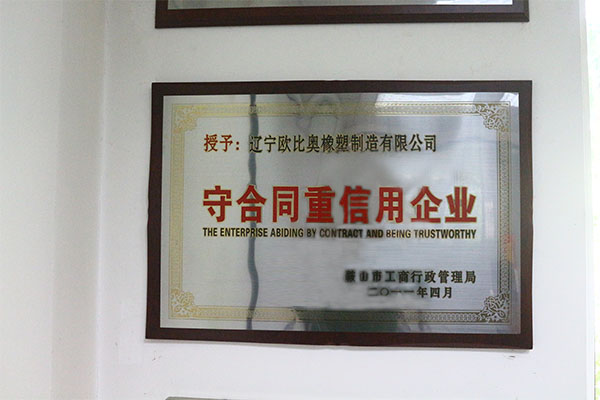 授予：辽宁欧比奥橡塑制造有限公司
守合同重信用企业
THE ENTERPRISE ABIDING BY CONTRACT AND BEING TRUSTWORTHY
鞍山市工商行政管理局
二〇一一年四月